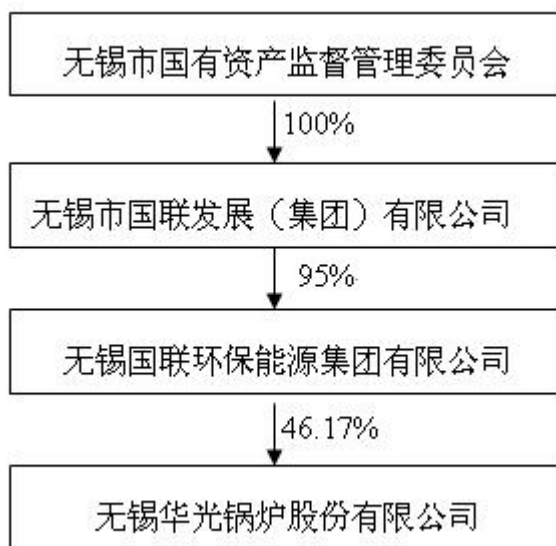 无锡市国有资产监督管理委员会
100%
无锡市国联发展（集团）有限公司
95%
无锡国联环保能源集团有限公司
46.17%
无锡华光锅炉股份有限公司